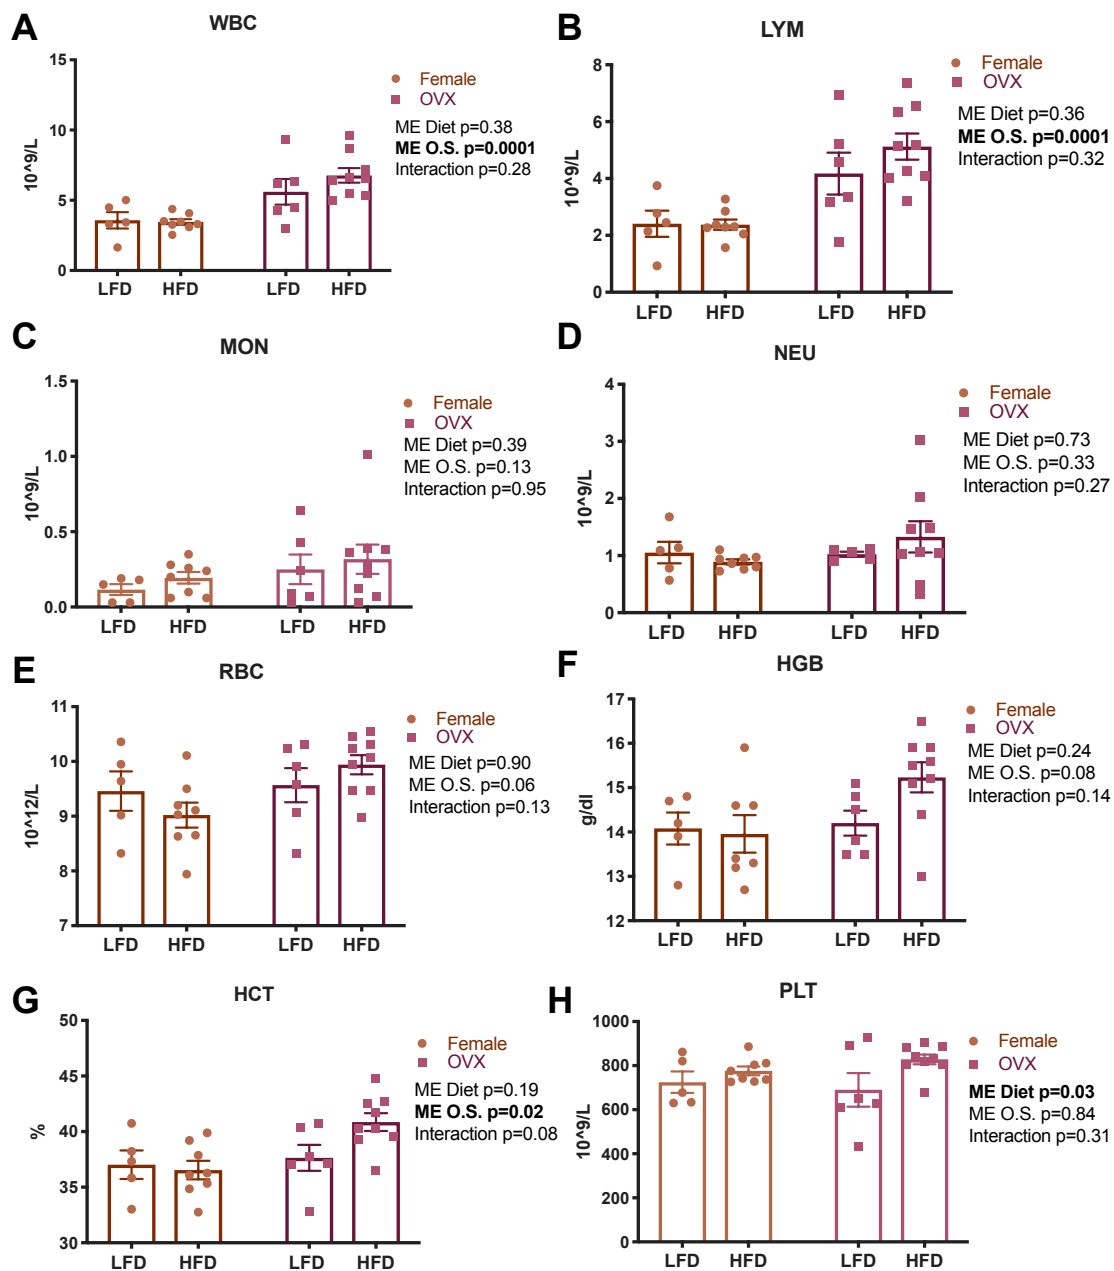 A
WBC
15
10
5
0
10^9/L
LFD
HFD
LFD
HFD
Female
OVX
ME Diet p=0.38
ME O.S. p=0.0001
Interaction p=0.28
B
LYM
8
6
4
2
0
10^9/L
LFD
HFD
LFD
HFD
Female
OVX
ME Diet p=0.36
ME O.S. p=0.0001
Interaction p=0.32
C
MON
1.5
1.0
0.5
0.0
10^9/L
LFD
HFD
LFD
HFD
Female
OVX
ME Diet p=0.39
ME O.S. p=0.13
Interaction p=0.95
D
NEU
4
3
2
1
0
10^9/L
LFD
HFD
LFD
HFD
Female
OVX
ME Diet p=0.73
ME O.S. p=0.33
Interaction p=0.27
E
RBC
11
10
9
8
7
10^12/L
LFD
HFD
LFD
HFD
Female
OVX
ME Diet p=0.90
ME O.S. p=0.06
Interaction p=0.13
F
HGB
17
16
15
14
13
12
g/dl
LFD
HFD
LFD
HFD
Female
OVX
ME Diet p=0.24
ME O.S. p=0.08
Interaction p=0.14
G
HCT
50
45
40
35
30
%
LFD
HFD
LFD
HFD
Female
OVX
ME Diet p=0.19
ME O.S. p=0.02
Interaction p=0.08
H
PLT
1000
800
600
400
200
0
10^9/L
LFD
HFD
LFD
HFD
Female
OVX
ME Diet p=0.03
ME O.S. p=0.84
Interaction p=0.31